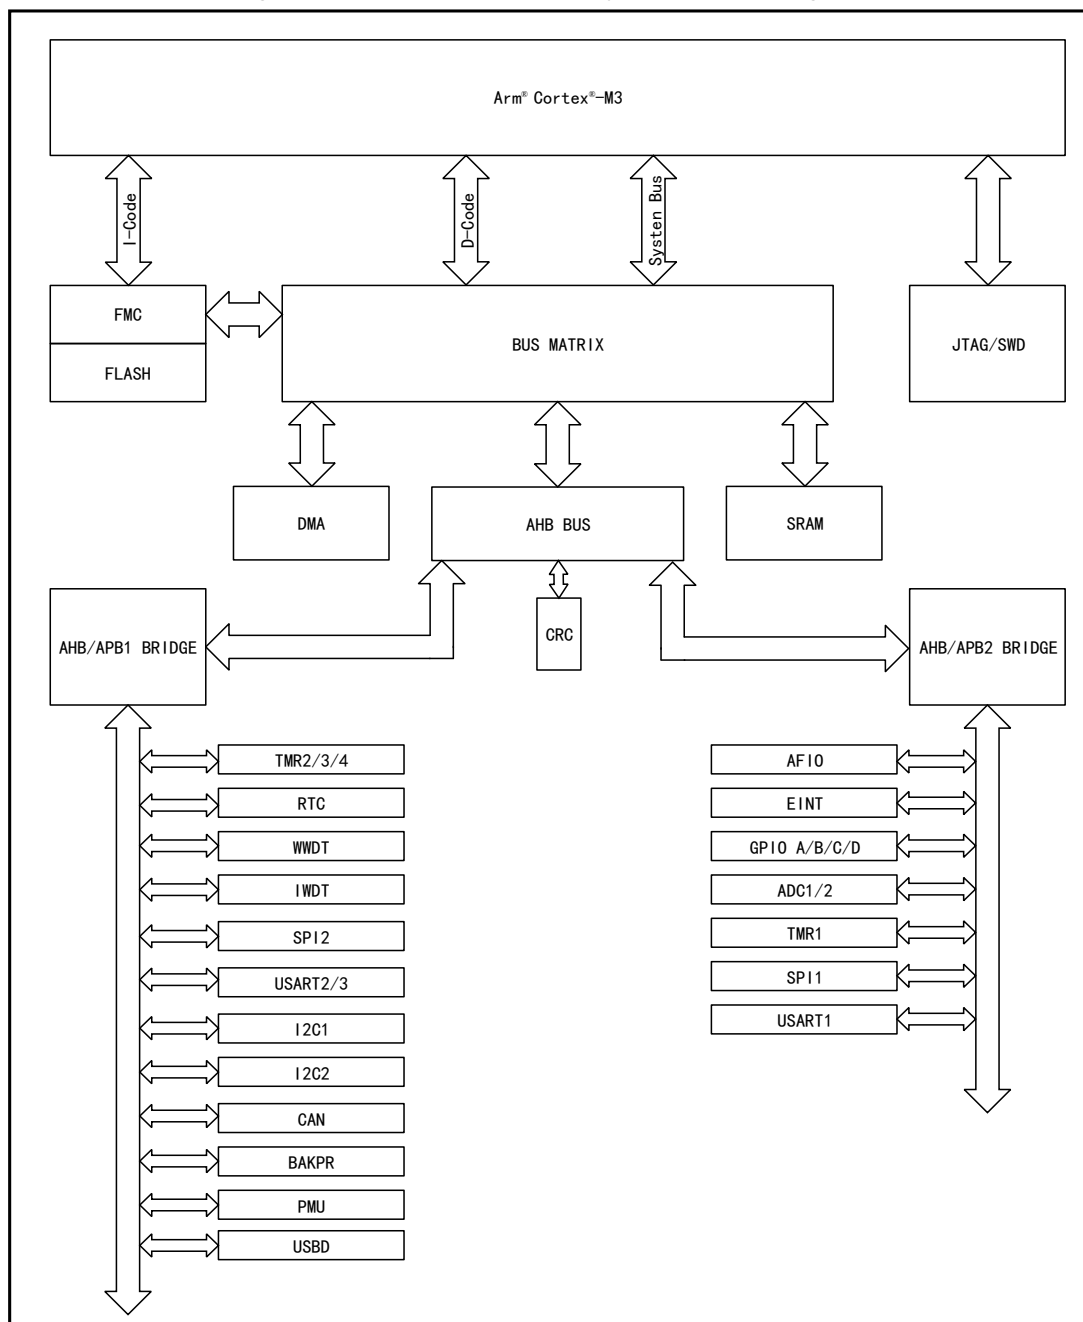 Arm® Cortex®-M3
I-Code
D-Code
Systen Bus
FMC
FLASH
BUS MATRIX
JTAG/SWD
DMA
AHB BUS
SRAM
AHB/APB1 BRIDGE
CRC
AHB/APB2 BRIDGE
TMR2/3/4
RTC
WWDT
IWDT
SPI2
USART2/3
I2C1
I2C2
CAN
BAKPR
PMU
USBD
AFIO
EINT
GPIO A/B/C/D
ADC1/2
TMR1
SPI1
USART1